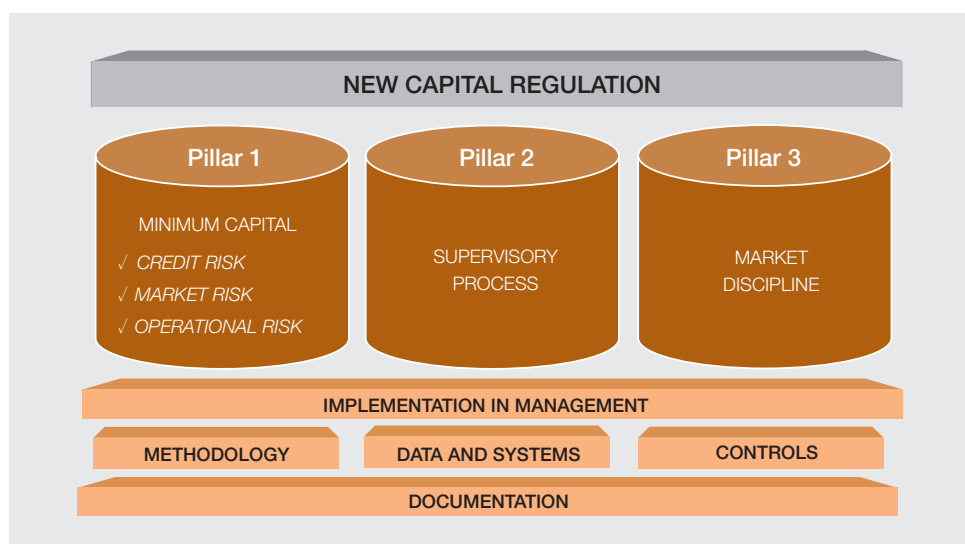 NEW CAPITAL REGULATION
Pillar 1
Pillar 2
Pillar 3
MINIMUM CAPITAL
√ CREDIT RISK
√ MARKET RISK
√ OPERATIONAL RISK
SUPERVISORY
PROCESS
MARKET
DISCIPLINE
IMPLEMENTATION IN MANAGEMENT
METHODOLOGY
DATA AND SYSTEMS
CONTROLS
DOCUMENTATION